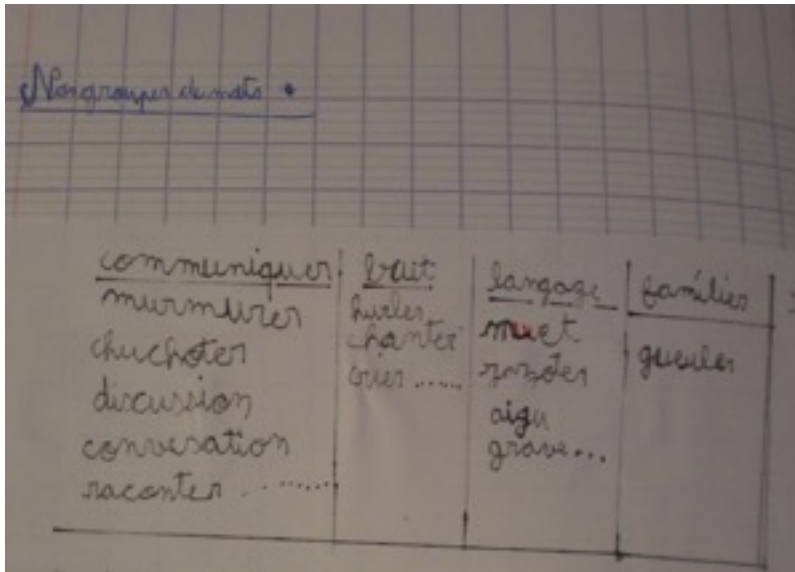 Nos groupes de mots
communiquer bruit langage familier
murmurer hurler muet gueuler
chuchoter chanter zozoter
discussion crier ...... aigu
convesation grave...
raconter ........